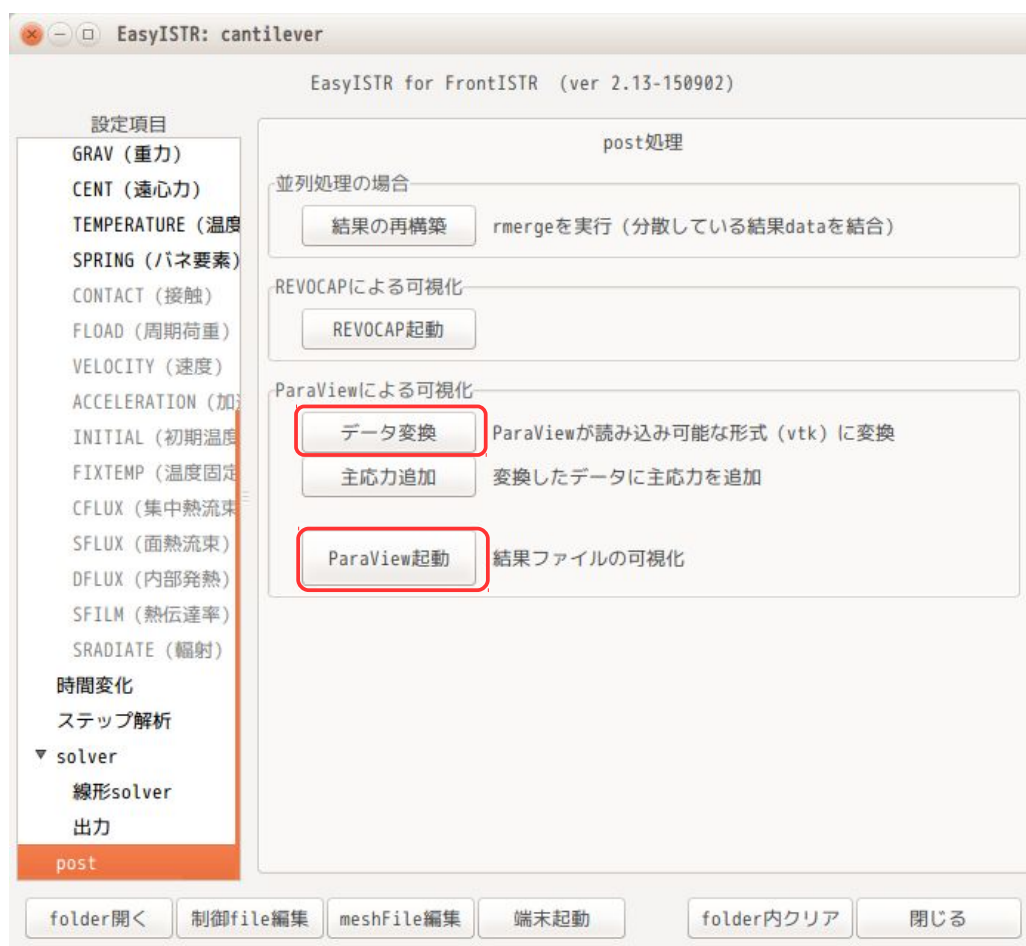 EasyISTR: cantilever
EasyISTR for FrontISTR (ver 2.13-150902)
設定項目
GRAV (重力)
CENT (遠心力)
TEMPERATURE (温度
SPRING (バネ要素)
CONTACT (接触)
FLOAD (周期荷重)
VELOCITY (速度)
ACCELERATION (加
INITIAL (初期温度
FIXTEMP (温度固定
CFLUX (集中熱流束
SFLUX (面熱流束)
DFLUX (内部発熱)
SFILM (熱伝達率)
SRADIATE (輻射)
時間変化
ステップ解析
▼ solver
線形solver
出力
post
post処理
並列処理の場合
結果の再構築 rmergeを実行 (分散している結果dataを結合)
REVOCAPによる可視化
REVOCAP起動
ParaViewによる可視化
データ変換 ParaViewが読み込み可能な形式 (vtk) に変換
主応力追加 変換したデータに主応力を追加
ParaView起動 結果ファイルの可視化
folder開く 制御file編集 meshFile編集 端末起動 folder内クリア 閉じる